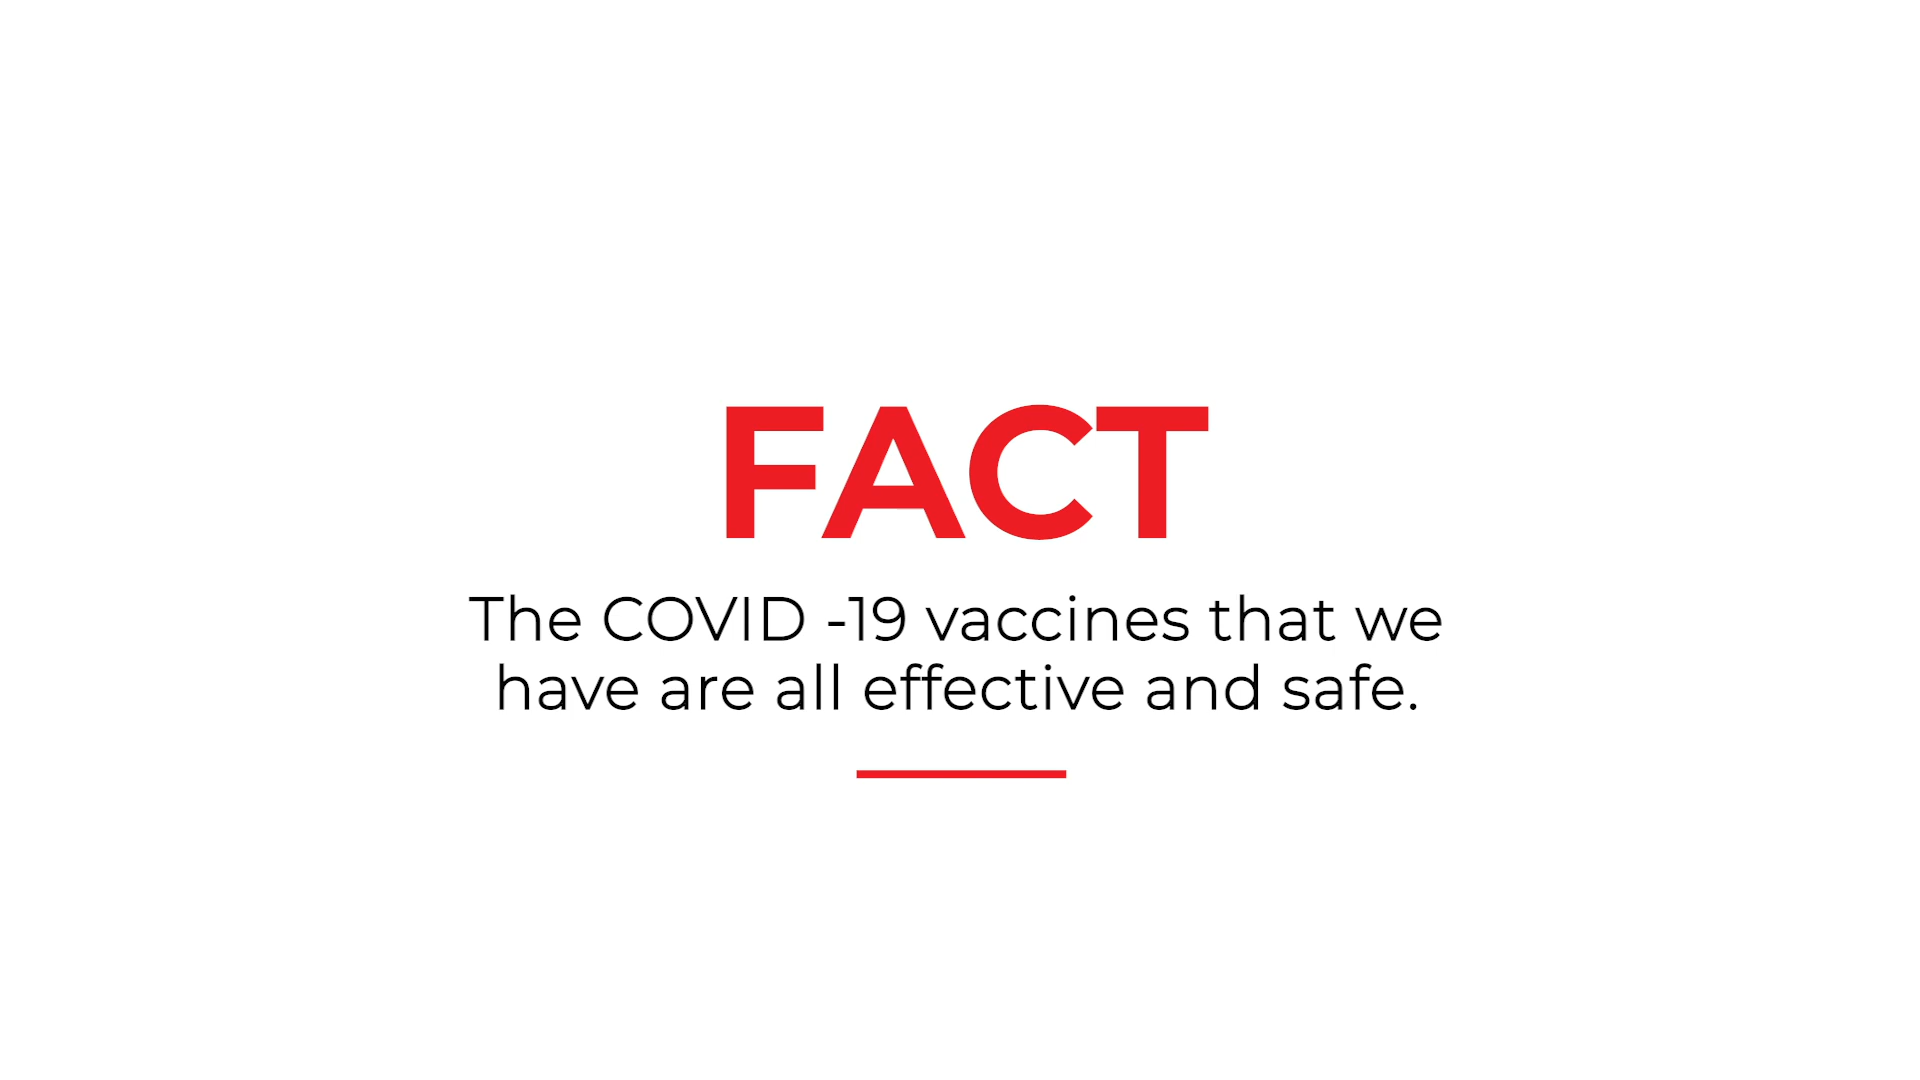 FACT
The COVID -19 vaccines that we
have are all effective and safe.